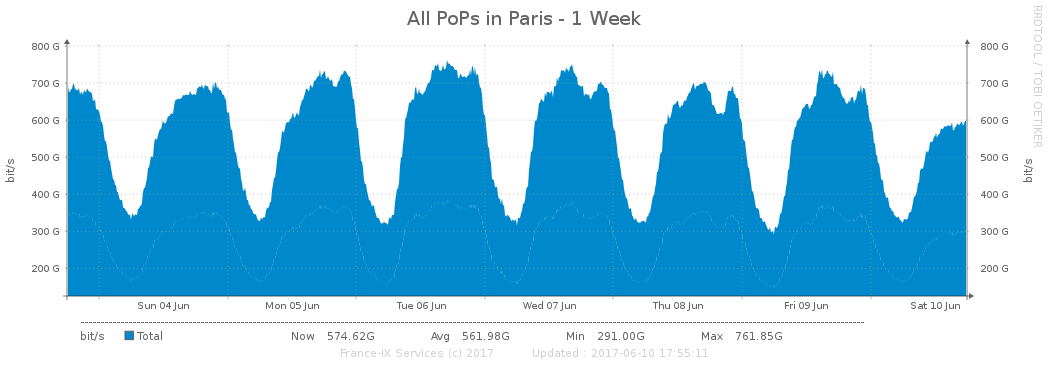 All PoPs in Paris - 1 Week
RRDTOOL / TOBI OETIKER
bit/s
800 G
700 G
600 G
500 G
400 G
300 G
200 G
800 G
700 G
600 G
500 G
400 G
300 G
200 G
bit/s
Sun 04 Jun Mon 05 Jun Tue 06 Jun Wed 07 Jun Thu 08 Jun Fri 09 Jun Sat 10 Jun
bit/s Total Now 574.62G Avg 561.98G Min 291.00G Max 761.85G
France-IX Services (c) 2017 Updated : 2017-06-10 17:55:11